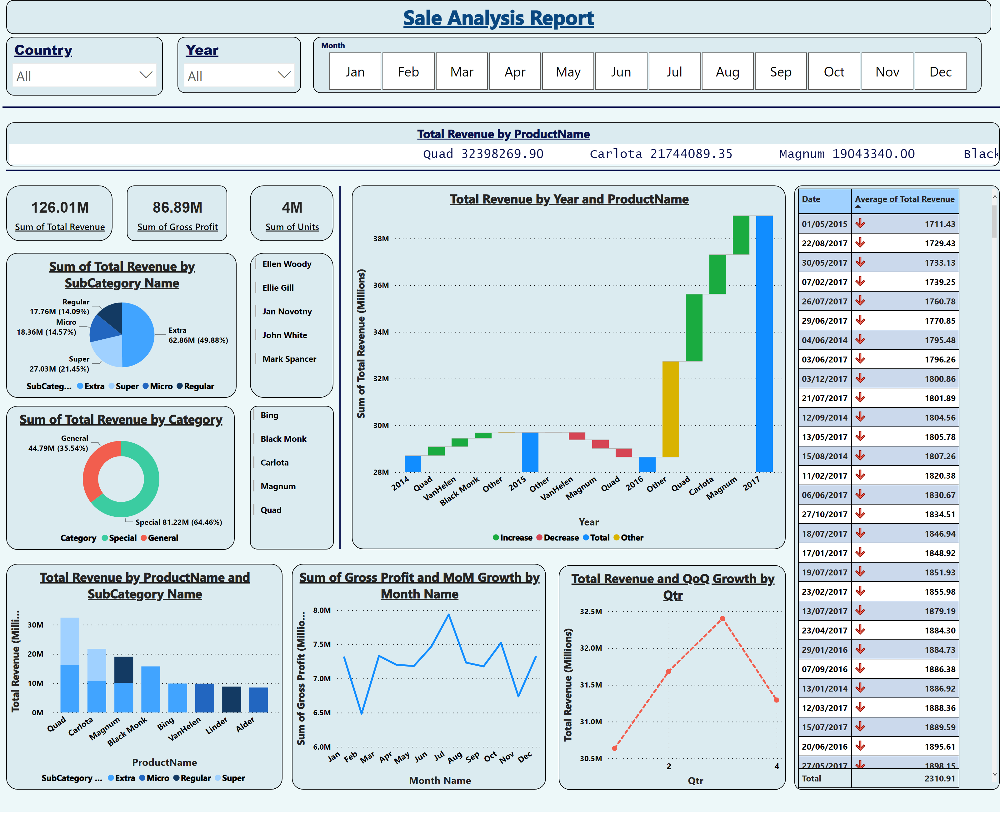 Sale Analysis Report
Country
All
Year
All
Month
Jan Feb Mar Apr May Jun Jul Aug Sep Oct Nov Dec
Total Revenue by ProductName
Quad 32398269.90 Carlota 21744089.35 Magnum 19043340.00 Black
126.01M
Sum of Total Revenue
86.89M
Sum of Gross Profit
4M
Sum of Units
Sum of Total Revenue by
SubCategory Name
Regular
17.76M (14.09%)
Micro
18.36M (14.57%)
Extra
62.86M (49.88%)
Super
27.03M (21.45%)
SubCateg... Extra Super Micro Regular
Ellen Woody
Ellie Gill
Jan Novotny
John White
Mark Spancer
Sum of Total Revenue by Category
General
44.79M (35.54%)
Special 81.22M (64.46%)
Category Special General
Bing
Black Monk
Carlota
Magnum
Quad
Total Revenue by Year and ProductName
Sum of Total Revenue (Millions)
38M
36M
34M
32M
30M
28M
2014 Quad VanHelen Black Monk Other 2015 Other VanHelen Magnum Quad 2016 Other Quad Carlota Magnum 2017
Year
Increase Decrease Total Other
Date Average of Total Revenue
01/05/2015 1711.43
22/08/2017 1729.43
30/05/2017 1733.13
07/02/2017 1739.25
26/07/2017 1760.78
29/06/2017 1770.85
04/06/2014 1795.48
03/06/2017 1796.26
03/12/2017 1800.86
21/07/2017 1801.89
12/09/2014 1804.56
13/05/2017 1805.78
15/08/2014 1807.26
11/02/2017 1820.38
06/06/2017 1830.67
27/10/2017 1834.51
18/07/2017 1846.94
17/01/2017 1848.92
19/07/2017 1851.93
23/02/2017 1855.98
13/07/2017 1879.19
23/04/2017 1884.30
29/01/2016 1884.73
07/09/2016 1886.38
13/01/2014 1886.92
12/03/2017 1888.36
15/07/2017 1889.59
20/06/2016 1895.61
27/05/2017 1898.15
Total 2310.91
Total Revenue by ProductName and
SubCategory Name
Total Revenue (Milli...
30M
20M
10M
0M
Quad Carlota Magnum Black Monk Bing VanHelen Linder Alder
ProductName
SubCategory ... Extra Micro Regular Super
Sum of Gross Profit and MoM Growth by
Month Name
Sum of Gross Profit (Millio...
8.0M
7.5M
7.0M
6.5M
6.0M
Jan Feb Mar Apr May Jun Jul Aug Sep Oct Nov Dec
Month Name
Total Revenue and QoQ Growth by
Qtr
Total Revenue (Millions)
32.5M
32.0M
31.5M
31.0M
30.5M
2 4
Qtr